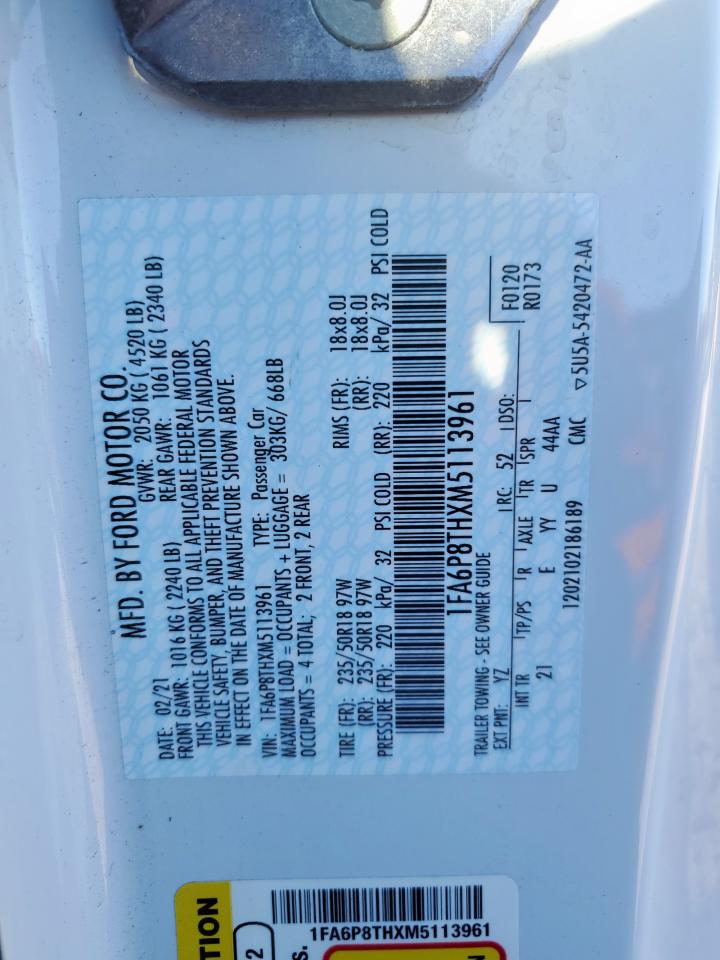 MFD. BY FORD MOTOR CO.
DATE: 02/21 GVWR: 2050 KG ( 4520 LB)
FRONT GAWR: 1016 KG ( 2240 LB) REAR GAWR: 1061 KG ( 2340 LB)
THIS VEHICLE CONFORMS TO ALL APPLICABLE FEDERAL MOTOR
VEHICLE SAFETY, BUMPER, AND THEFT PREVENTION STANDARDS
IN EFFECT ON THE DATE OF MANUFACTURE SHOWN ABOVE.
VIN: 1FA6P8THXM5113961 TYPE: Passenger Car
MAXIMUM LOAD = OCCUPANTS + LUGGAGE = 303KG/ 668LB
OCCUPANTS = 4 TOTAL; 2 FRONT, 2 REAR
TIRE (FR): 235/50R18 97W RIMS (FR): 18x8.0J
(RR): 235/50R18 97W (RR): 18x8.0J
PRESSURE (FR): 220 kPa/ 32 PSI COLD (RR): 220 kPa/ 32 PSI COLD
1FA6P8THXM5113961
TRAILER TOWING - SEE OWNER GUIDE F0120
EXT PNT: YZ RC: 52 DSO: R0173
INT TR TP/PS R AXLE TR SPR
21 E YY U 44AA
1202102186189 CMC ▽5U5A-5420472-AA
TION
2
s.
1FA6P8THXM5113961